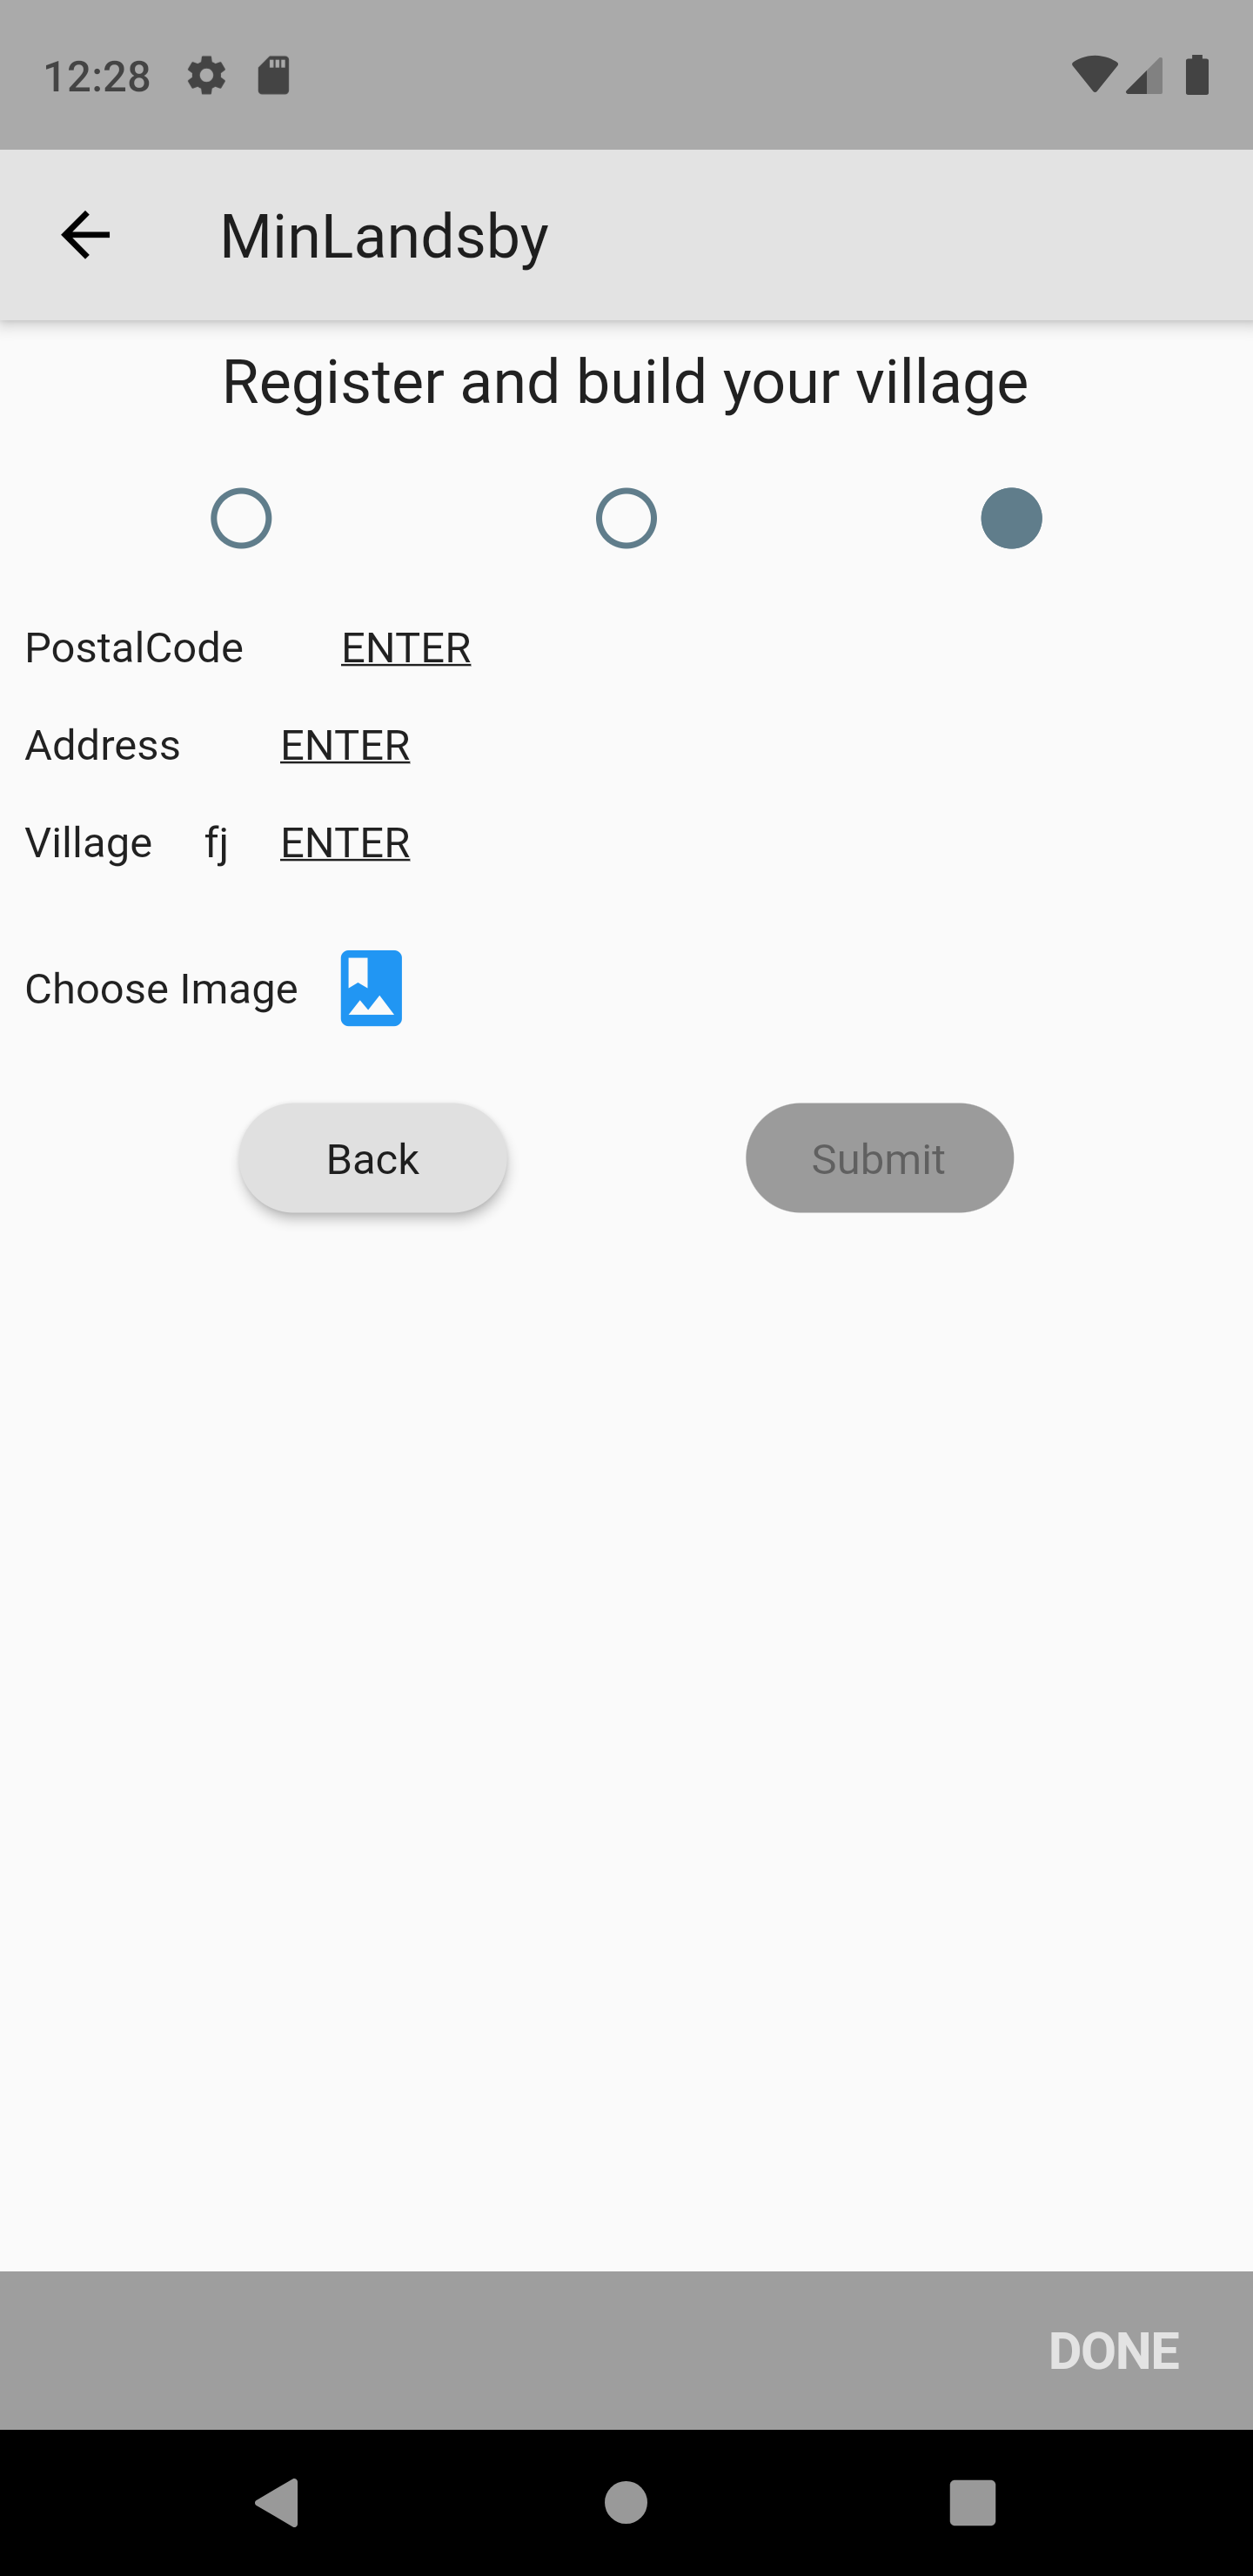 12:28
MinLandsby
Register and build your village
PostalCode ENTER
Address ENTER
Village fj ENTER
Choose Image
Back Submit
DONE